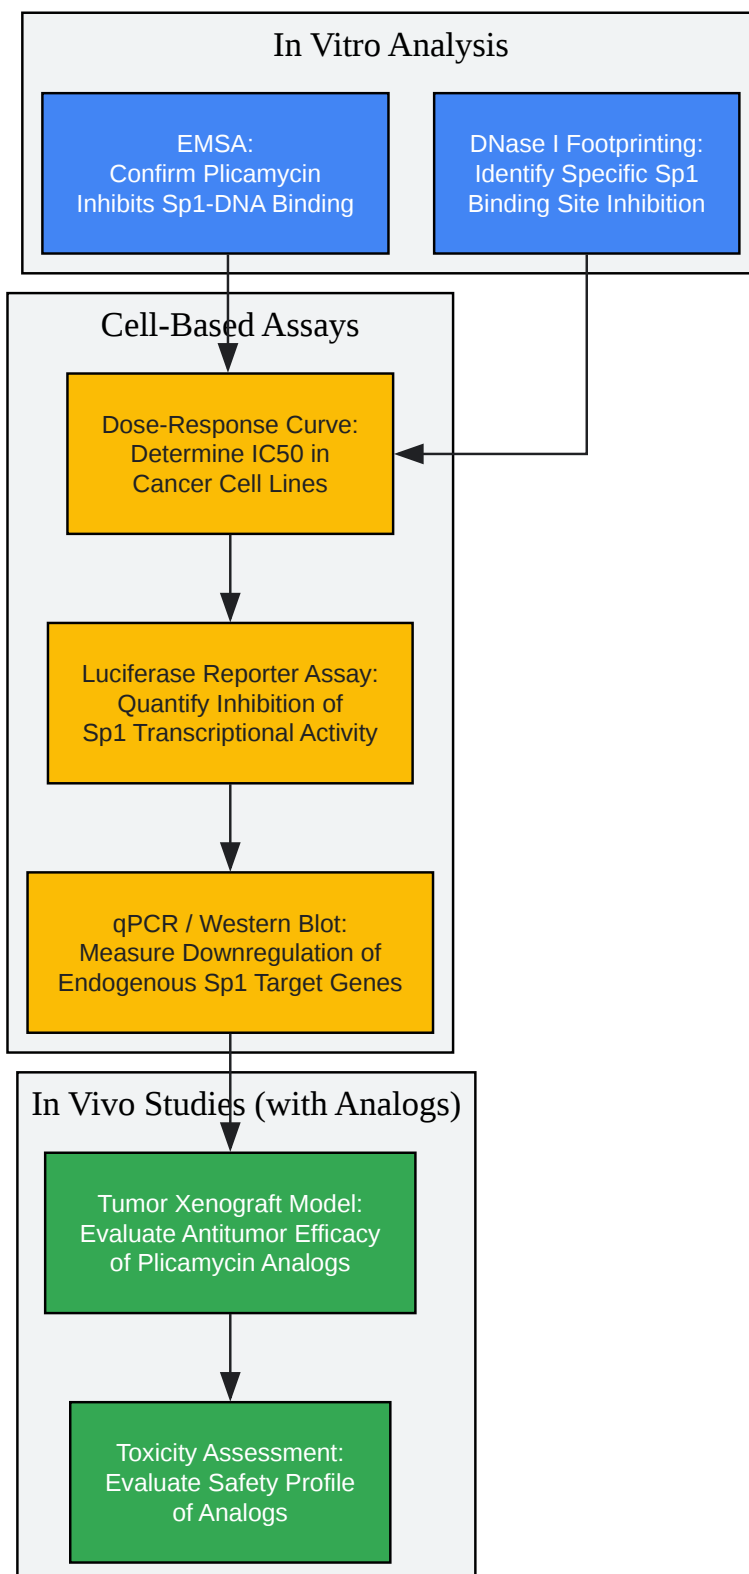 In Vitro Analysis
EMSA:
Confirm Plicamycin
Inhibits Sp1-DNA Binding
DNase I Footprinting:
Identify Specific Sp1
Binding Site Inhibition
Cell-Based Assays
Dose-Response Curve:
Determine IC50 in
Cancer Cell Lines
Luciferase Reporter Assay:
Quantify Inhibition of
Sp1 Transcriptional Activity
qPCR / Western Blot:
Measure Downregulation of
Endogenous Sp1 Target Genes
In Vivo Studies (with Analogs)
Tumor Xenograft Model:
Evaluate Antitumor Efficacy
of Plicamycin Analogs
Toxicity Assessment:
Evaluate Safety Profile
of Analogs